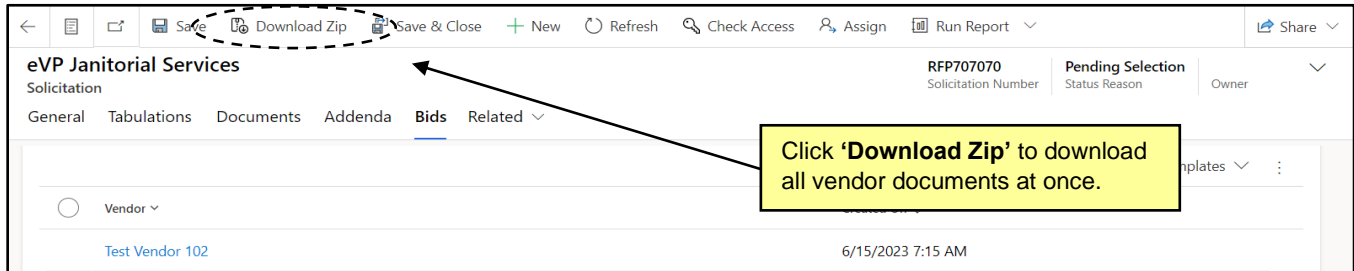 Save Download Zip Save & Close New Refresh Check Access Assign Run Report Share
eVP Janitorial Services RFP707070 Pending Selection
Solicitation Solicitation Number Status Reason Owner
General Tabulations Documents Addenda Bids Related
Click ‘Download Zip’ to download
all vendor documents at once.
Vendor
Test Vendor 102 6/15/2023 7:15 AM